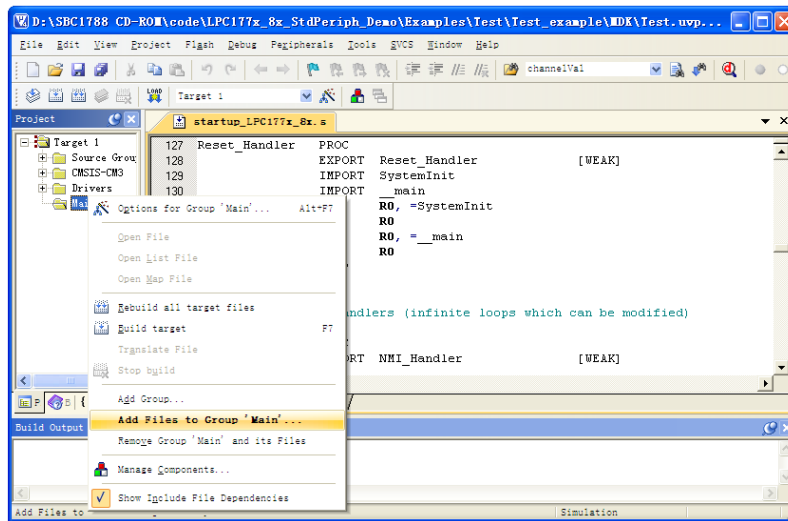 D:\SBC1788 CD-ROM\code\LPC177x_8x_StdPeriph_Demo\Examples\Test\Test_example\MDK\Test.uvp...
File Edit View Project Flash Debug Peripherals Tools SVCS Window Help
channelVal
LOAD Target 1
Project
startup_LPC177x_8x.s
Target 1
Source Grou
CMSIS-CM3
Drivers
Mai
127 Reset_Handler PROC
128 EXPORT Reset_Handler [WEAK]
129 IMPORT SystemInit
130 IMPORT __main
R0, =SystemInit
R0
R0, =__main
R0
ndlers (infinite loops which can be modified)
RT NMI_Handler [WEAK]
Options for Group 'Main'... Alt+F7
Open File
Open List File
Open Map File
Rebuild all target files
Build target F7
Translate File
Stop build
Add Group...
Add Files to Group 'Main'...
Remove Group 'Main' and its Files
Manage Components...
Show Include File Dependencies
P B {
Build Output
Add Files to
Simulation